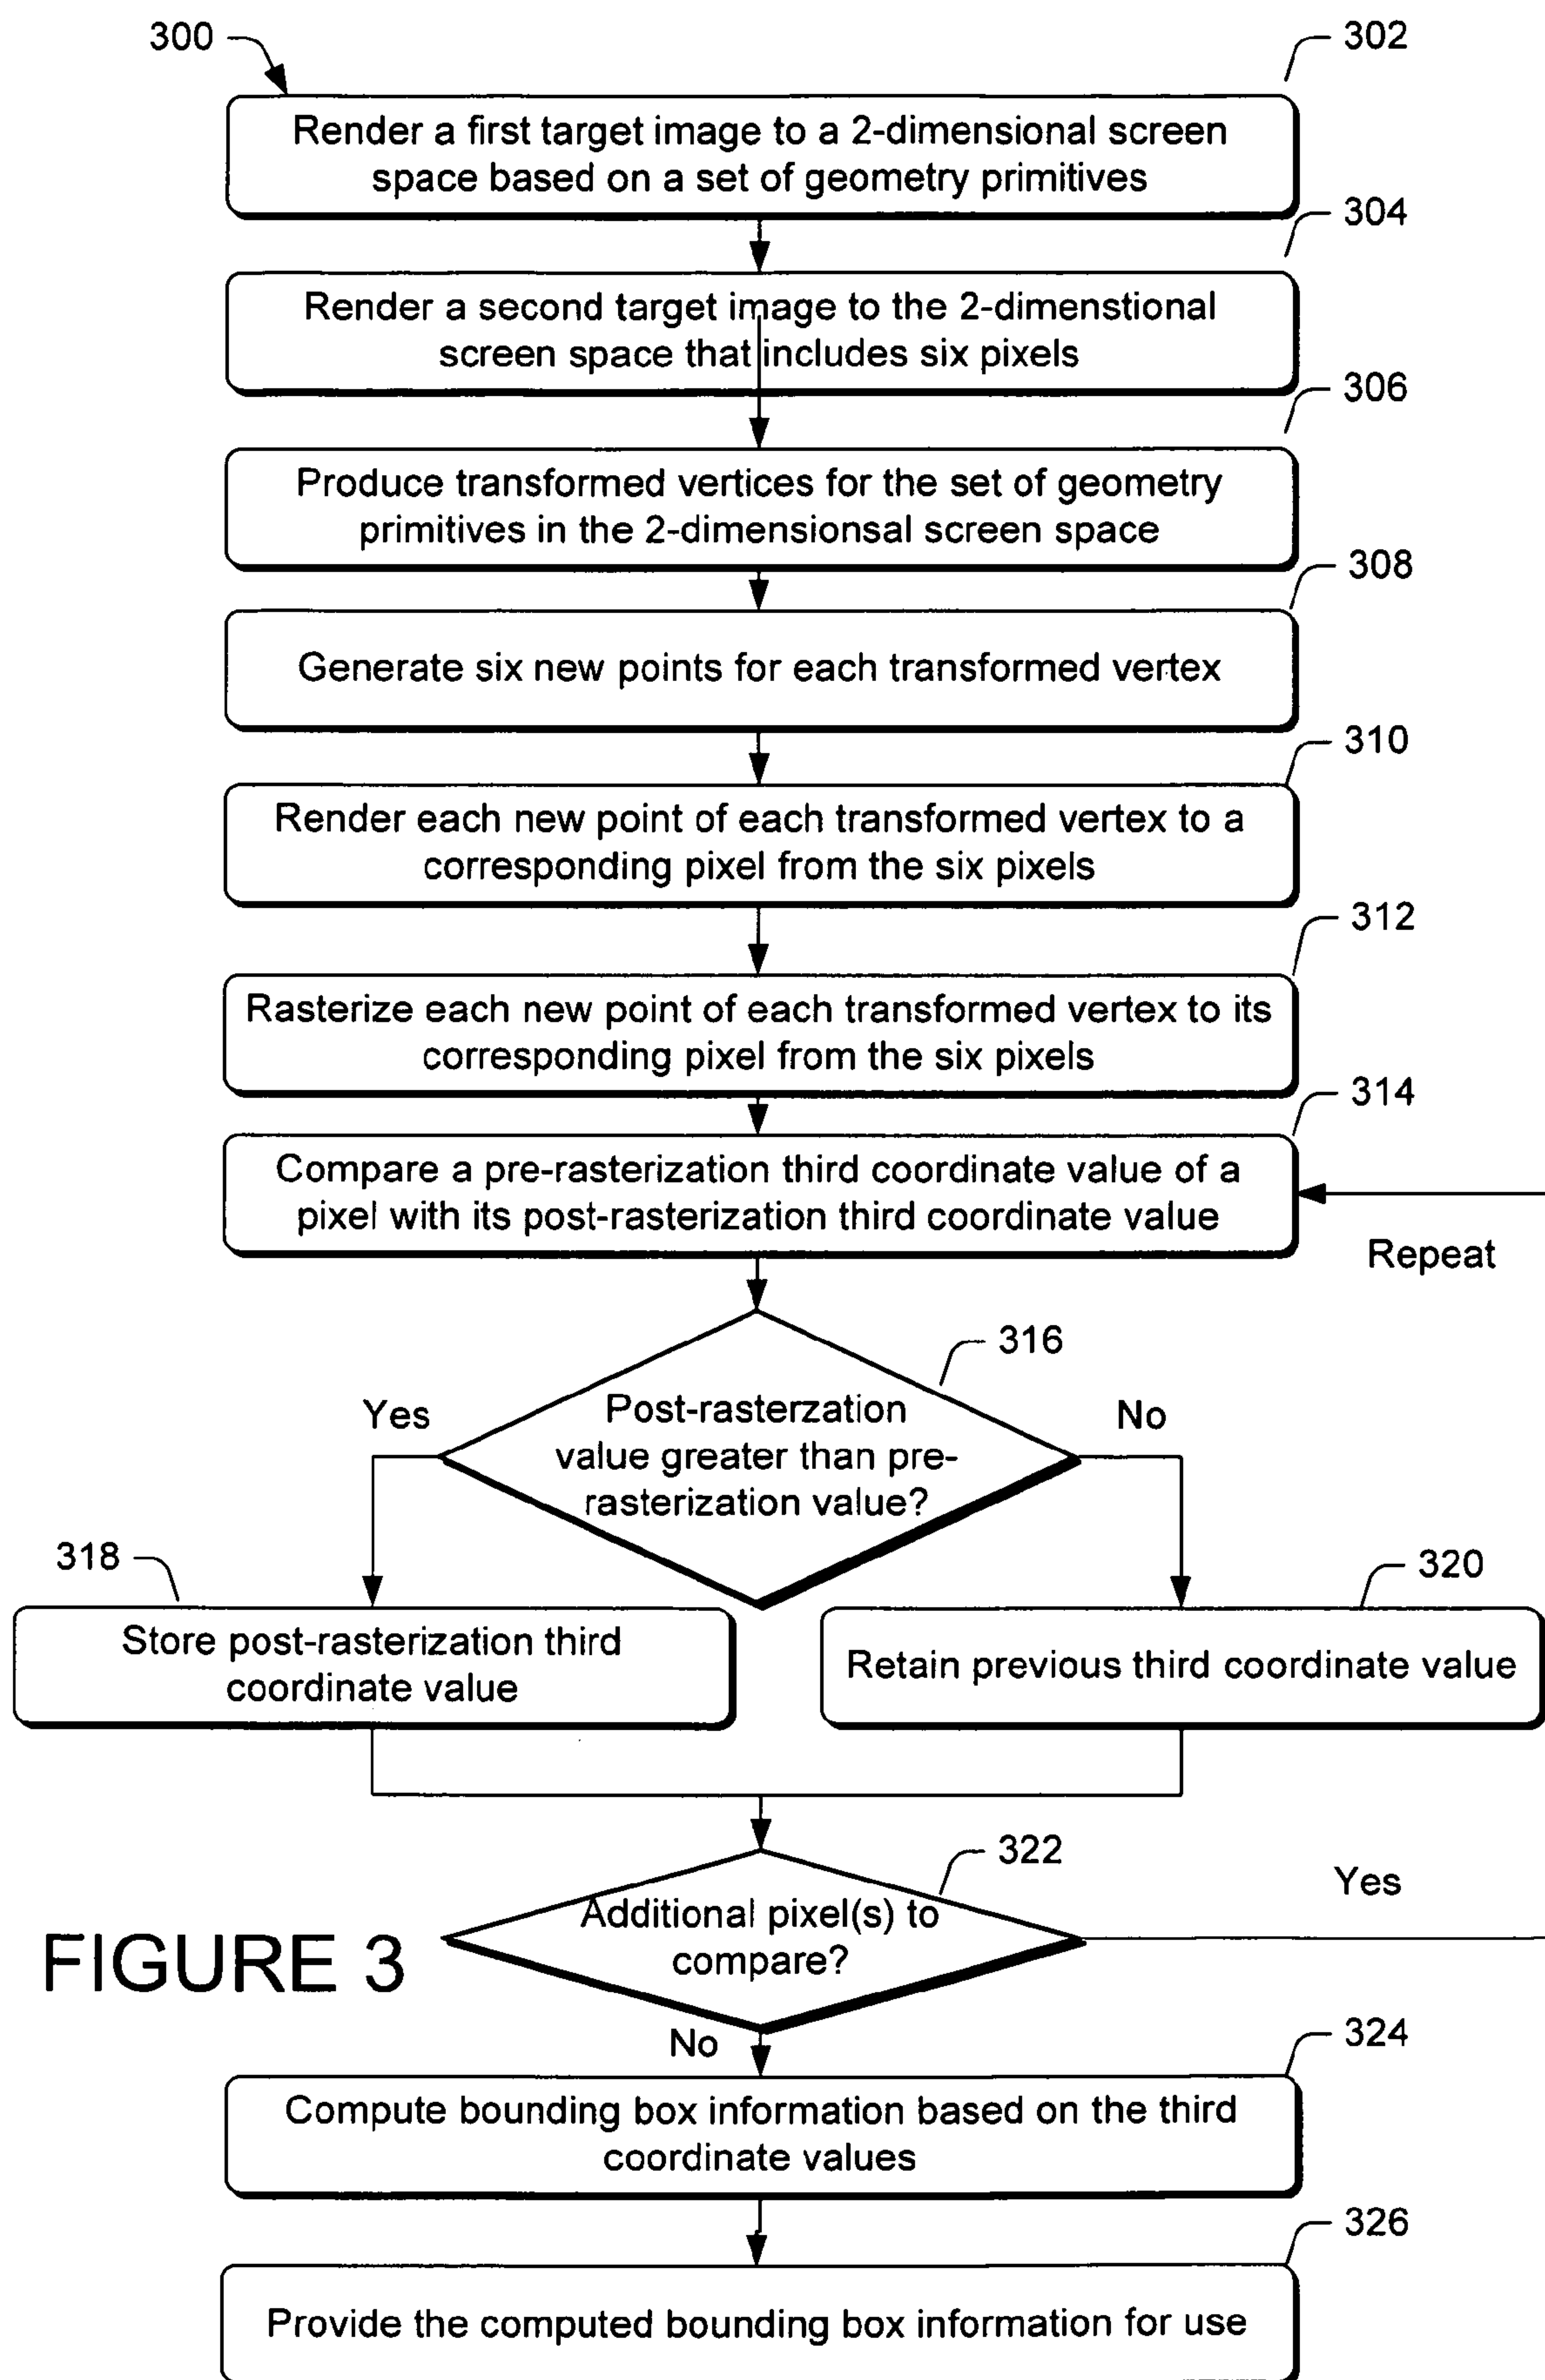 300
302
Render a first target image to a 2-dimensional screen
space based on a set of geometry primitives
304
Render a second target image to the 2-dimenstional
screen space that includes six pixels
306
Produce transformed vertices for the set of geometry
primitives in the 2-dimensionsal screen space
308
Generate six new points for each transformed vertex
310
Render each new point of each transformed vertex to a
corresponding pixel from the six pixels
312
Rasterize each new point of each transformed vertex to its
corresponding pixel from the six pixels
314
Compare a pre-rasterization third coordinate value of a
pixel with its post-rasterization third coordinate value
Repeat
316
Yes
No
Post-rasterzation
value greater than pre-
rasterization value?
318
320
Store post-rasterization third
coordinate value
Retain previous third coordinate value
322
Yes
Additional pixel(s) to
compare?
FIGURE 3
No
324
Compute bounding box information based on the third
coordinate values
326
Provide the computed bounding box information for use